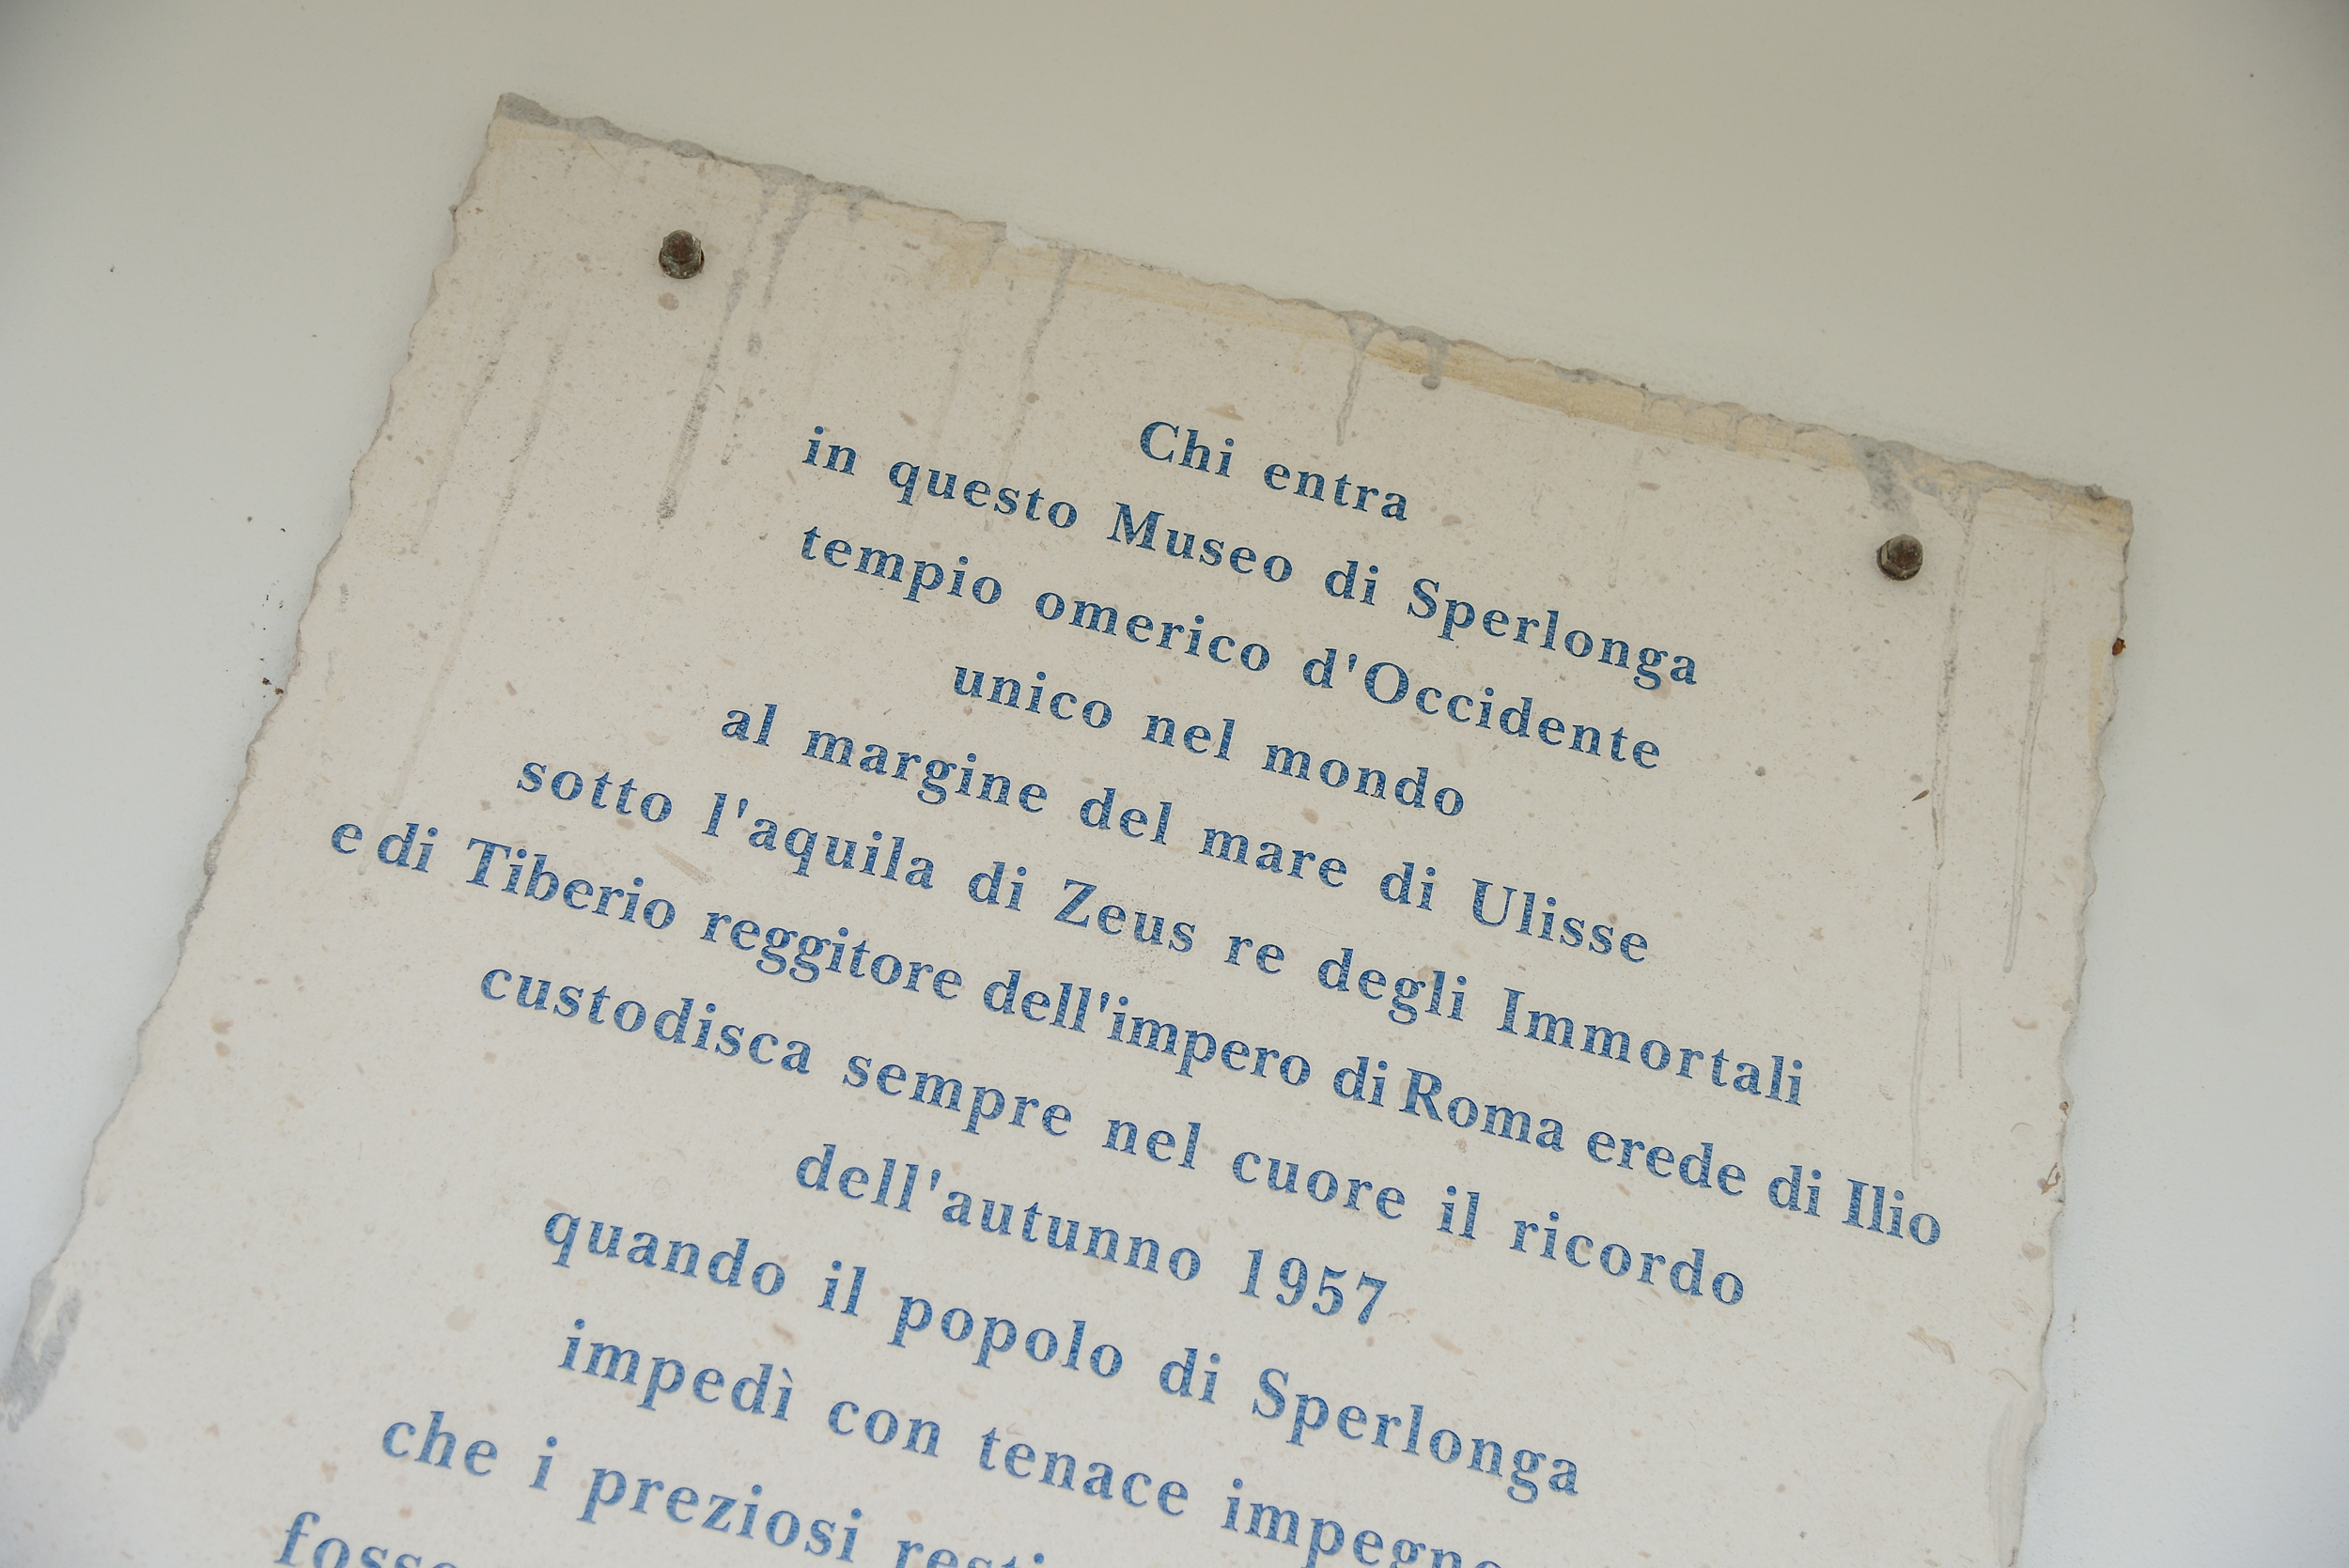 Chi entra
in questo Museo di Sperlonga
tempio omerico d'Occidente
unico nel mondo
al margine del mare di Ulisse
sotto l'aquila di Zeus re degli Immortali
e di Tiberio reggitore dell'impero di Roma erede di Ilio
custodisca sempre nel cuore il ricordo
dell'autunno 1957
quando il popolo di Sperlonga
impedì con tenace impegno
che i preziosi resti